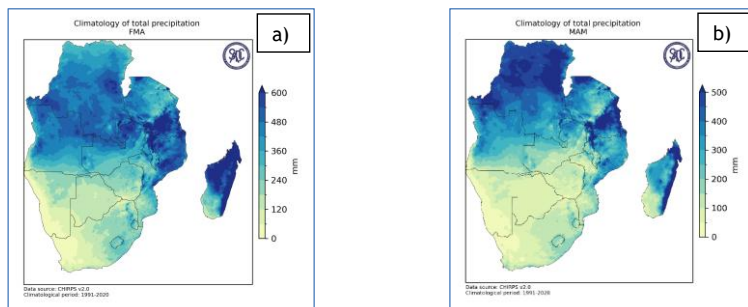 Climatology of total precipitation
FMA
a)
600
480
360
240
120
0
mm
Data source: CHIRPS v2.0
Climatological period: 1991-2020
Climatology of total precipitation
MAM
b)
500
400
300
200
100
0
mm
Data source: CHIRPS v2.0
Climatological period: 1991-2020